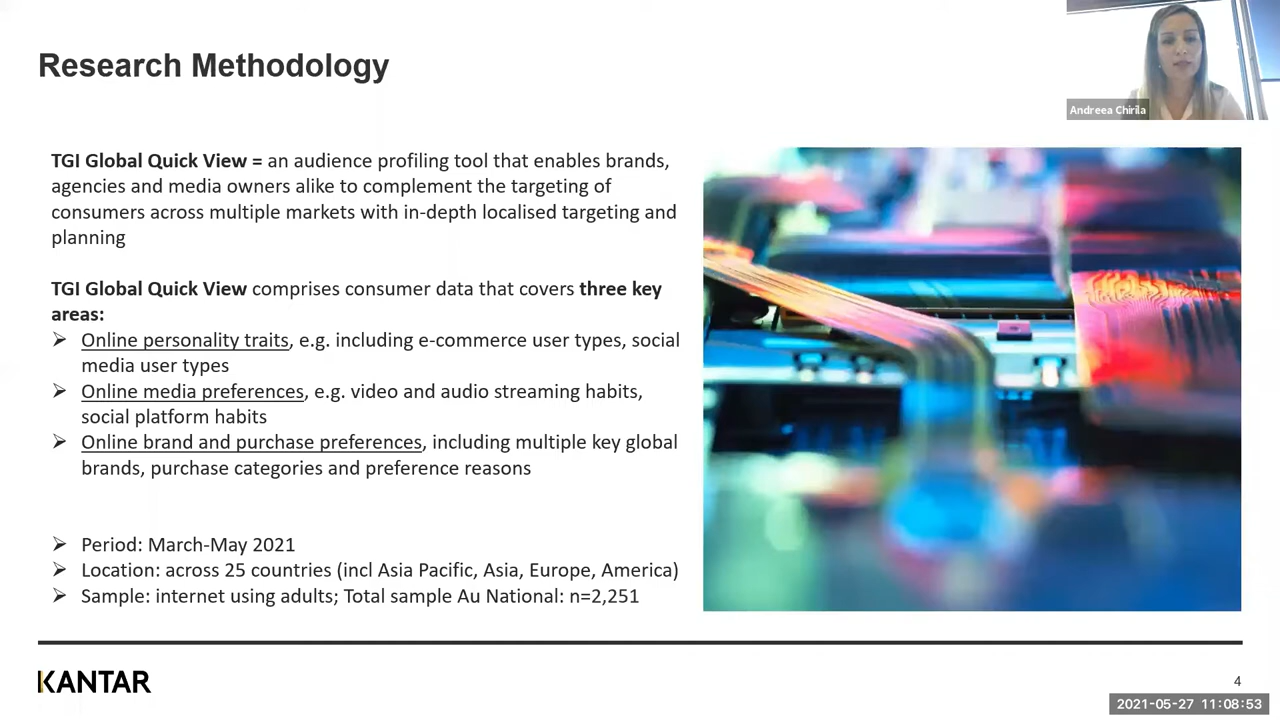 Research Methodology
Andreea Chirila
TGI Global Quick View = an audience profiling tool that enables brands,
agencies and media owners alike to complement the targeting of
consumers across multiple markets with in-depth localised targeting and
planning
TGI Global Quick View comprises consumer data that covers three key
areas:
➢ Online personality traits, e.g. including e-commerce user types, social
media user types
➢ Online media preferences, e.g. video and audio streaming habits,
social platform habits
➢ Online brand and purchase preferences, including multiple key global
brands, purchase categories and preference reasons
➢ Period: March-May 2021
➢ Location: across 25 countries (incl Asia Pacific, Asia, Europe, America)
➢ Sample: internet using adults; Total sample Au National: n=2,251
KANTAR
4
2021-05-27 11:08:53